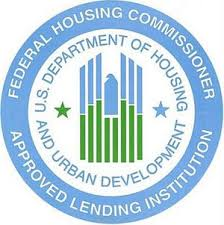 FEDERAL HOUSING COMMISSIONER
U.S. DEPARTMENT OF HOUSING
AND URBAN DEVELOPMENT
APPROVED LENDING INSTITUTION